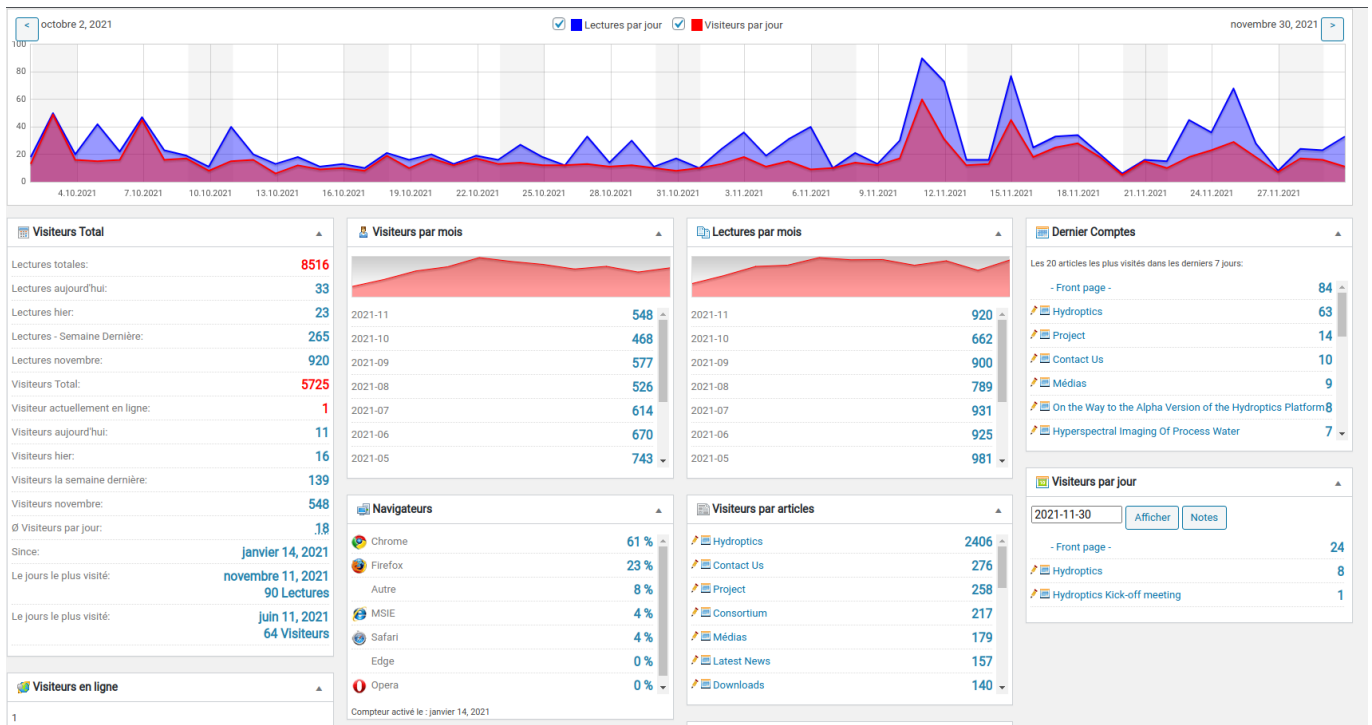 < octobre 2, 2021 Lectures par jour Visiteurs par jour novembre 30, 2021 >
100
80
60
40
20
0
4.10.2021 7.10.2021 10.10.2021 13.10.2021 16.10.2021 19.10.2021 22.10.2021 25.10.2021 28.10.2021 31.10.2021 3.11.2021 6.11.2021 9.11.2021 12.11.2021 15.11.2021 18.11.2021 21.11.2021 24.11.2021 27.11.2021
Visiteurs Total
Lectures totales: 8516
Lectures aujourd'hui: 33
Lectures hier: 23
Lectures - Semaine Dernière: 265
Lectures novembre: 920
Visiteurs Total: 5725
Visiteur actuellement en ligne: 1
Visiteurs aujourd'hui: 11
Visiteurs hier: 16
Visiteurs la semaine dernière: 139
Visiteurs novembre: 548
Ø Visiteurs par jour: 18
Since: janvier 14, 2021
Le jours le plus visité: novembre 11, 2021
90 Lectures
Le jours le plus visité: juin 11, 2021
64 Visiteurs
Visiteurs en ligne
1
Visiteurs par mois
2021-11 548
2021-10 468
2021-09 577
2021-08 526
2021-07 614
2021-06 670
2021-05 743
Navigateurs
Chrome 61 %
Firefox 23 %
Autre 8 %
MSIE 4 %
Safari 4 %
Edge 0 %
Opera 0 %
Compteur activé le : janvier 14, 2021
Lectures par mois
2021-11 920
2021-10 662
2021-09 900
2021-08 789
2021-07 931
2021-06 925
2021-05 981
Visiteurs par articles
Hydroptics 2406
Contact Us 276
Project 258
Consortium 217
Médias 179
Latest News 157
Downloads 140
Dernier Comptes
Les 20 articles les plus visités dans les derniers 7 jours:
- Front page - 84
Hydroptics 63
Project 14
Contact Us 10
Médias 9
On the Way to the Alpha Version of the Hydroptics Platform 8
Hyperspectral Imaging Of Process Water 7
Visiteurs par jour
2021-11-30 Afficher Notes
- Front page - 24
Hydroptics 8
Hydroptics Kick-off meeting 1